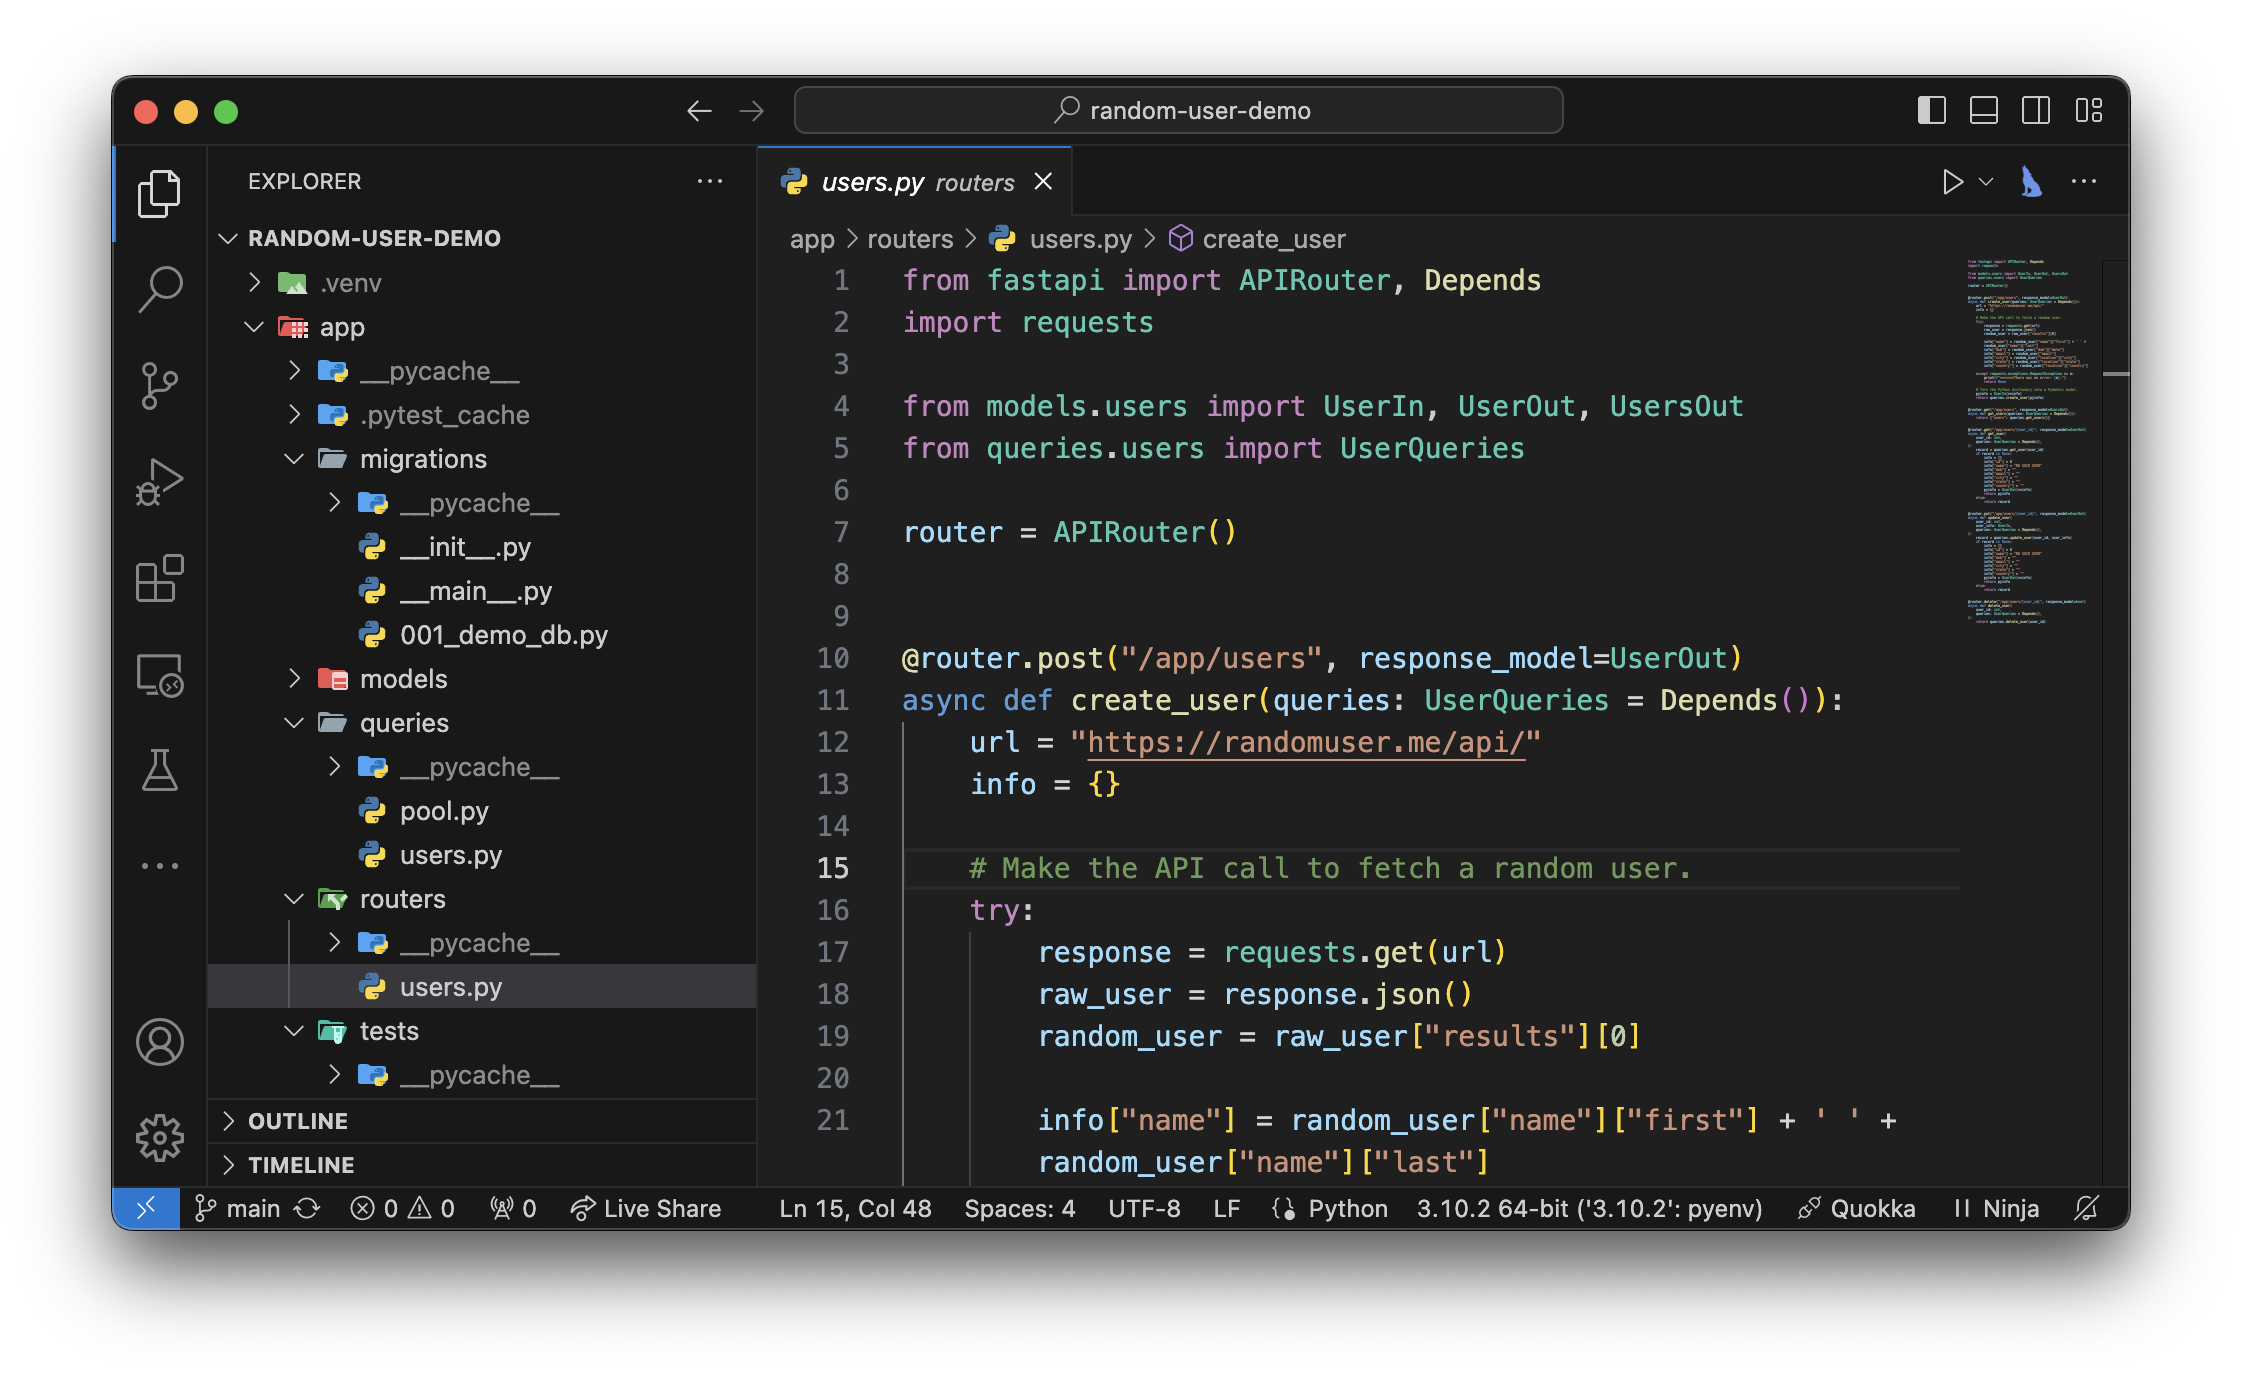 random-user-demo
EXPLORER
RANDOM-USER-DEMO
.venv
app
__pycache__
.pytest_cache
migrations
__pycache__
__init__.py
__main__.py
001_demo_db.py
models
queries
__pycache__
pool.py
users.py
routers
__pycache__
users.py
tests
__pycache__
OUTLINE
TIMELINE
users.py routers
app > routers > users.py > create_user
1 from fastapi import APIRouter, Depends
2 import requests
3
4 from models.users import UserIn, UserOut, UsersOut
5 from queries.users import UserQueries
6
7 router = APIRouter()
8
9
10 @router.post("/app/users", response_model=UserOut)
11 async def create_user(queries: UserQueries = Depends()):
12     url = "https://randomuser.me/api/"
13     info = {}
14
15     # Make the API call to fetch a random user.
16     try:
17         response = requests.get(url)
18         raw_user = response.json()
19         random_user = raw_user["results"][0]
20
21         info["name"] = random_user["name"]["first"] + ' ' +
        random_user["name"]["last"]
main 0 0 0 Live Share Ln 15, Col 48 Spaces: 4 UTF-8 LF Python 3.10.2 64-bit ('3.10.2': pyenv) Quokka Ninja